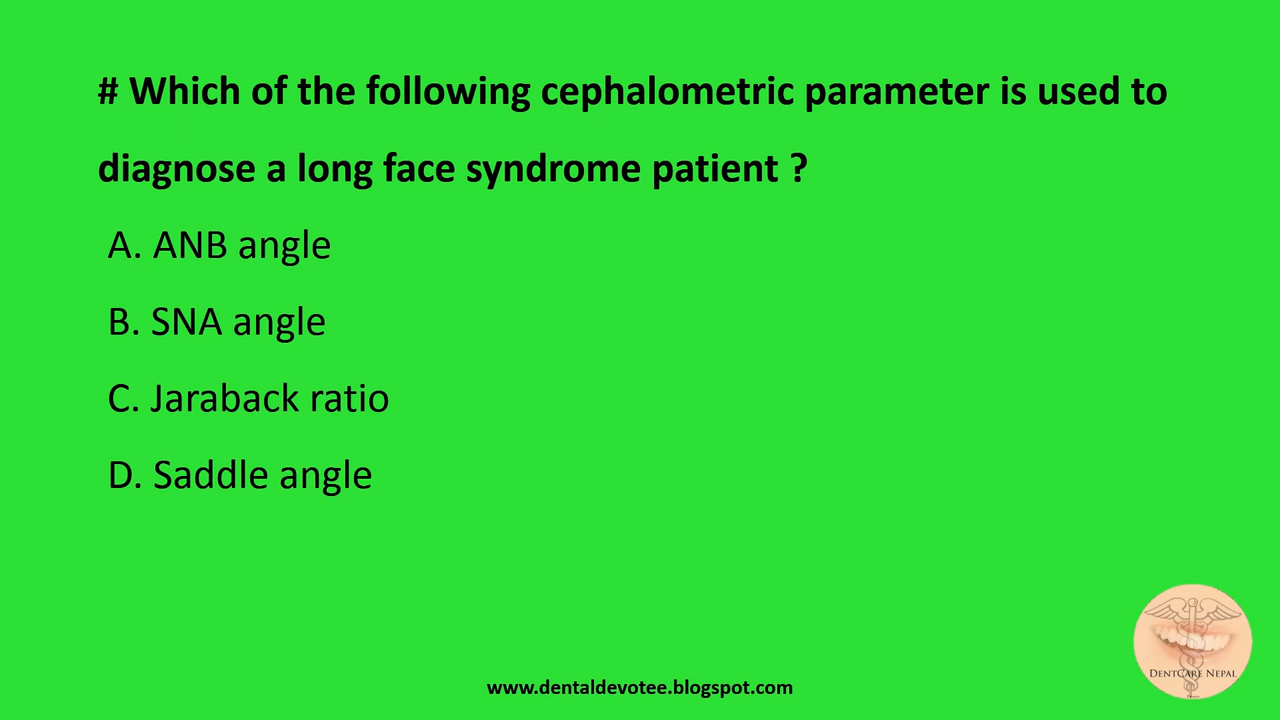 # Which of the following cephalometric parameter is used to
diagnose a long face syndrome patient ?
A. ANB angle
B. SNA angle
C. Jaraback ratio
D. Saddle angle
DENTCARE NEPAL
www.dentaldevotee.blogspot.com